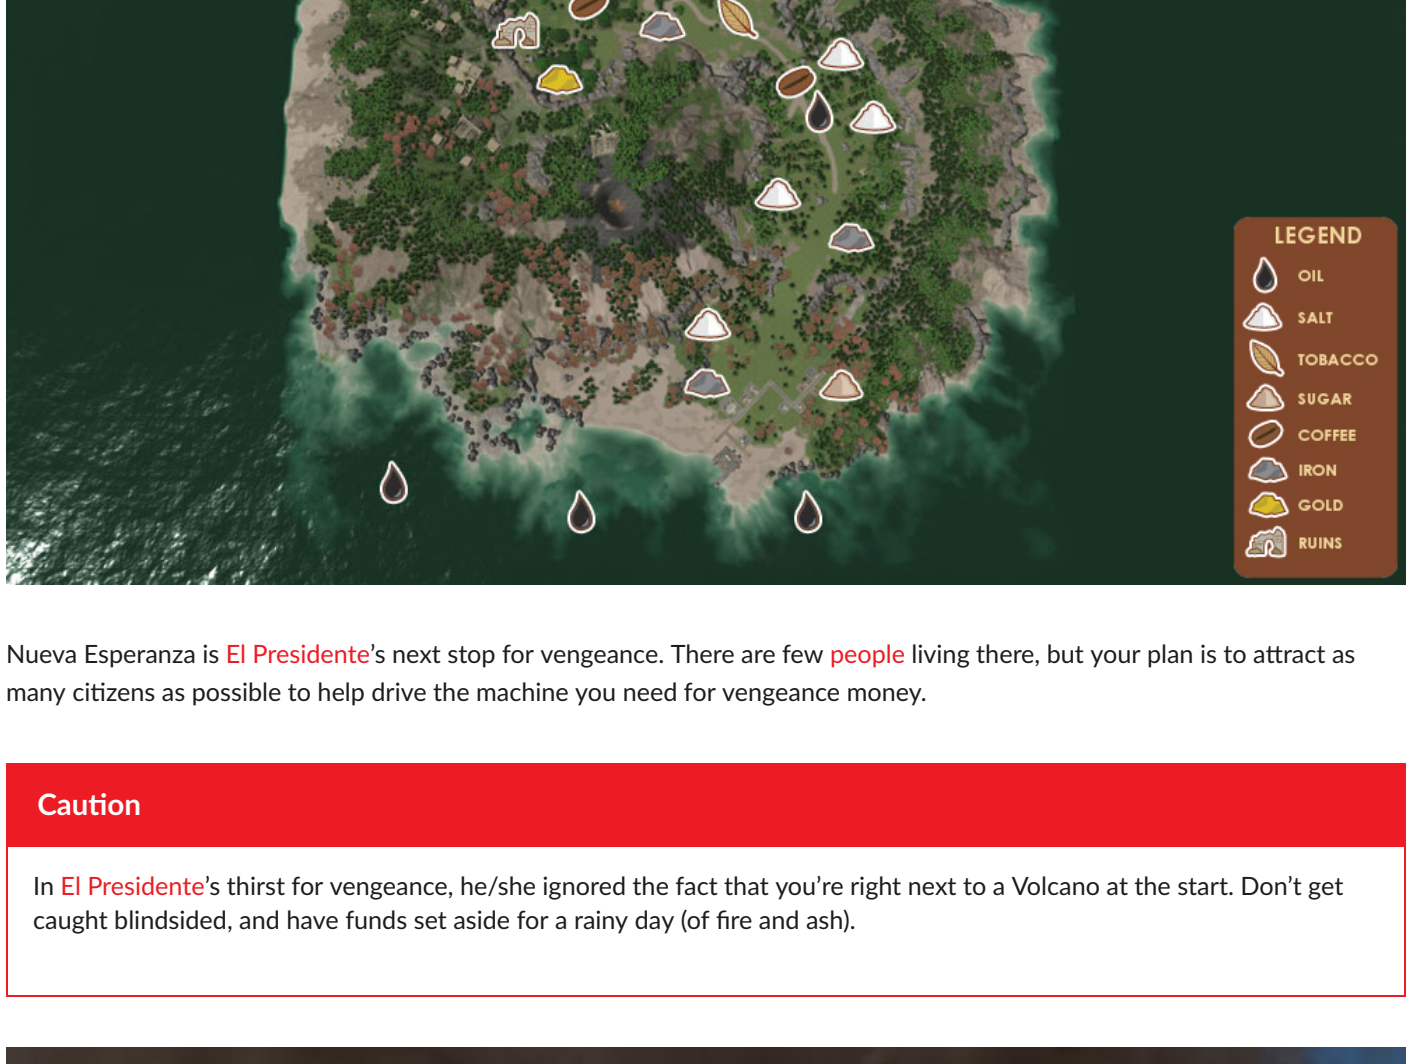 LEGEND
OIL
SALT
TOBACCO
SUGAR
COFFEE
IRON
GOLD
RUINS
Nueva Esperanza is El Presidente’s next stop for vengeance. There are few people living there, but your plan is to attract as
many citizens as possible to help drive the machine you need for vengeance money.
Caution
In El Presidente’s thirst for vengeance, he/she ignored the fact that you’re right next to a Volcano at the start. Don’t get
caught blindsided, and have funds set aside for a rainy day (of fire and ash).